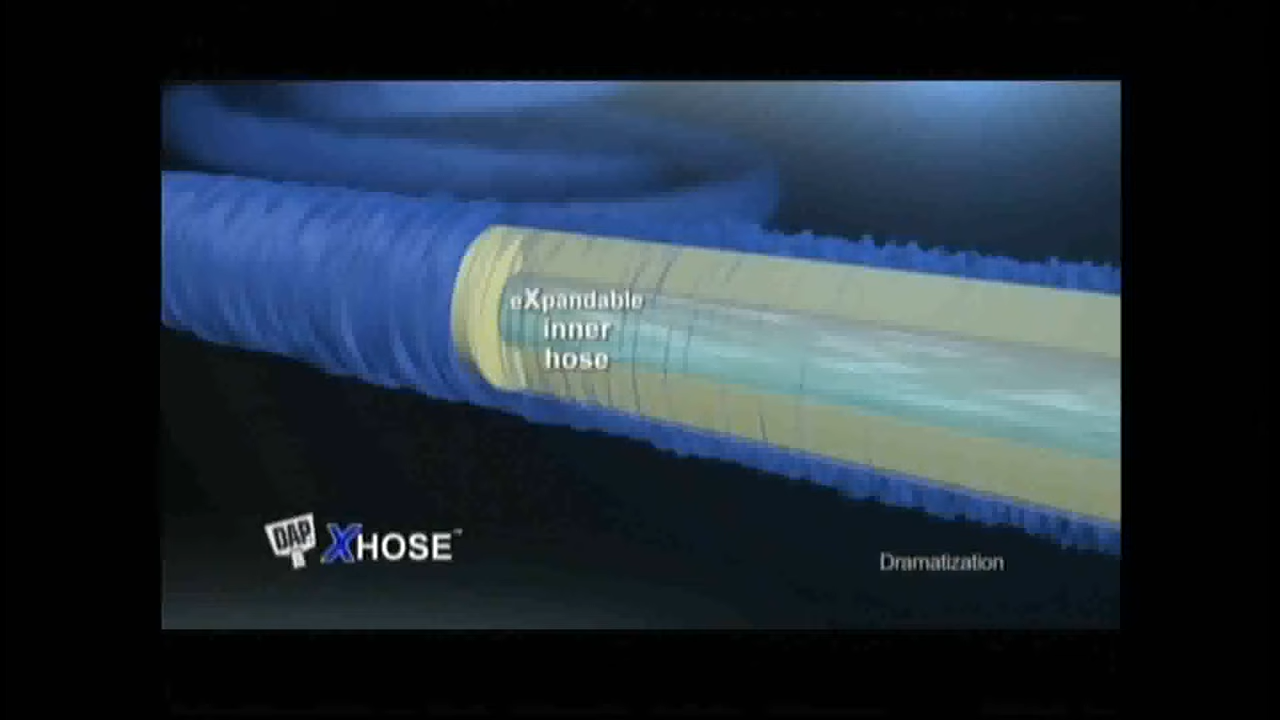 eXpandable
inner
hose
DAP XHOSE™
Dramatization